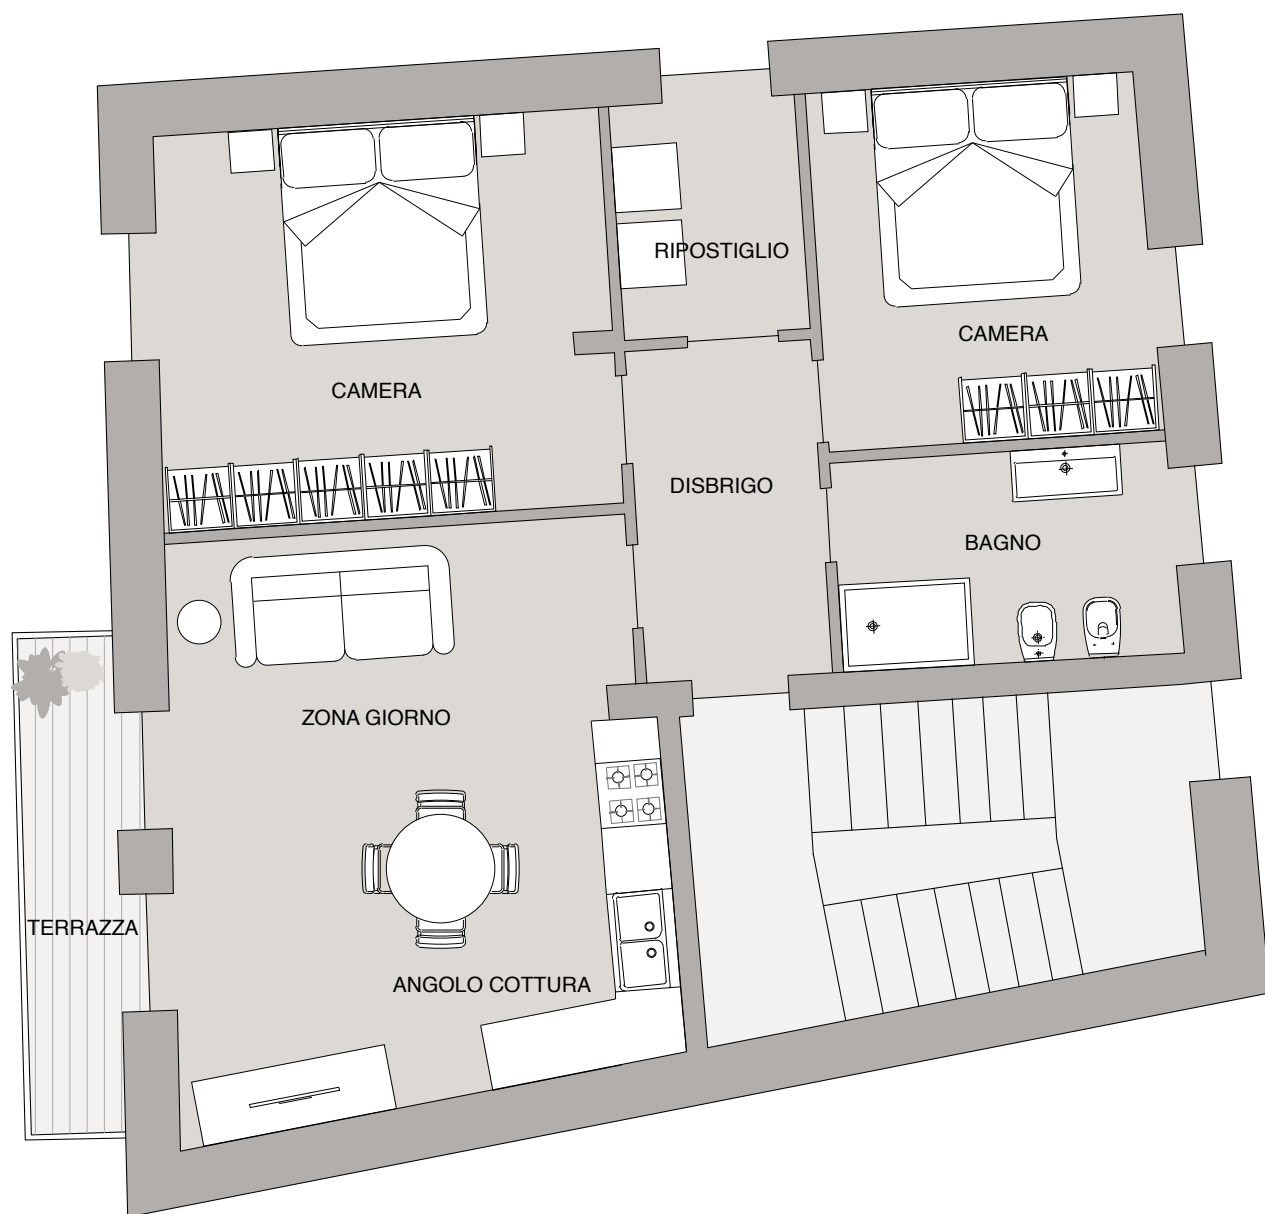 RIPOSTIGLIO
CAMERA
CAMERA
DISBRIGO
BAGNO
ZONA GIORNO
TERRAZZA
ANGOLO COTTURA